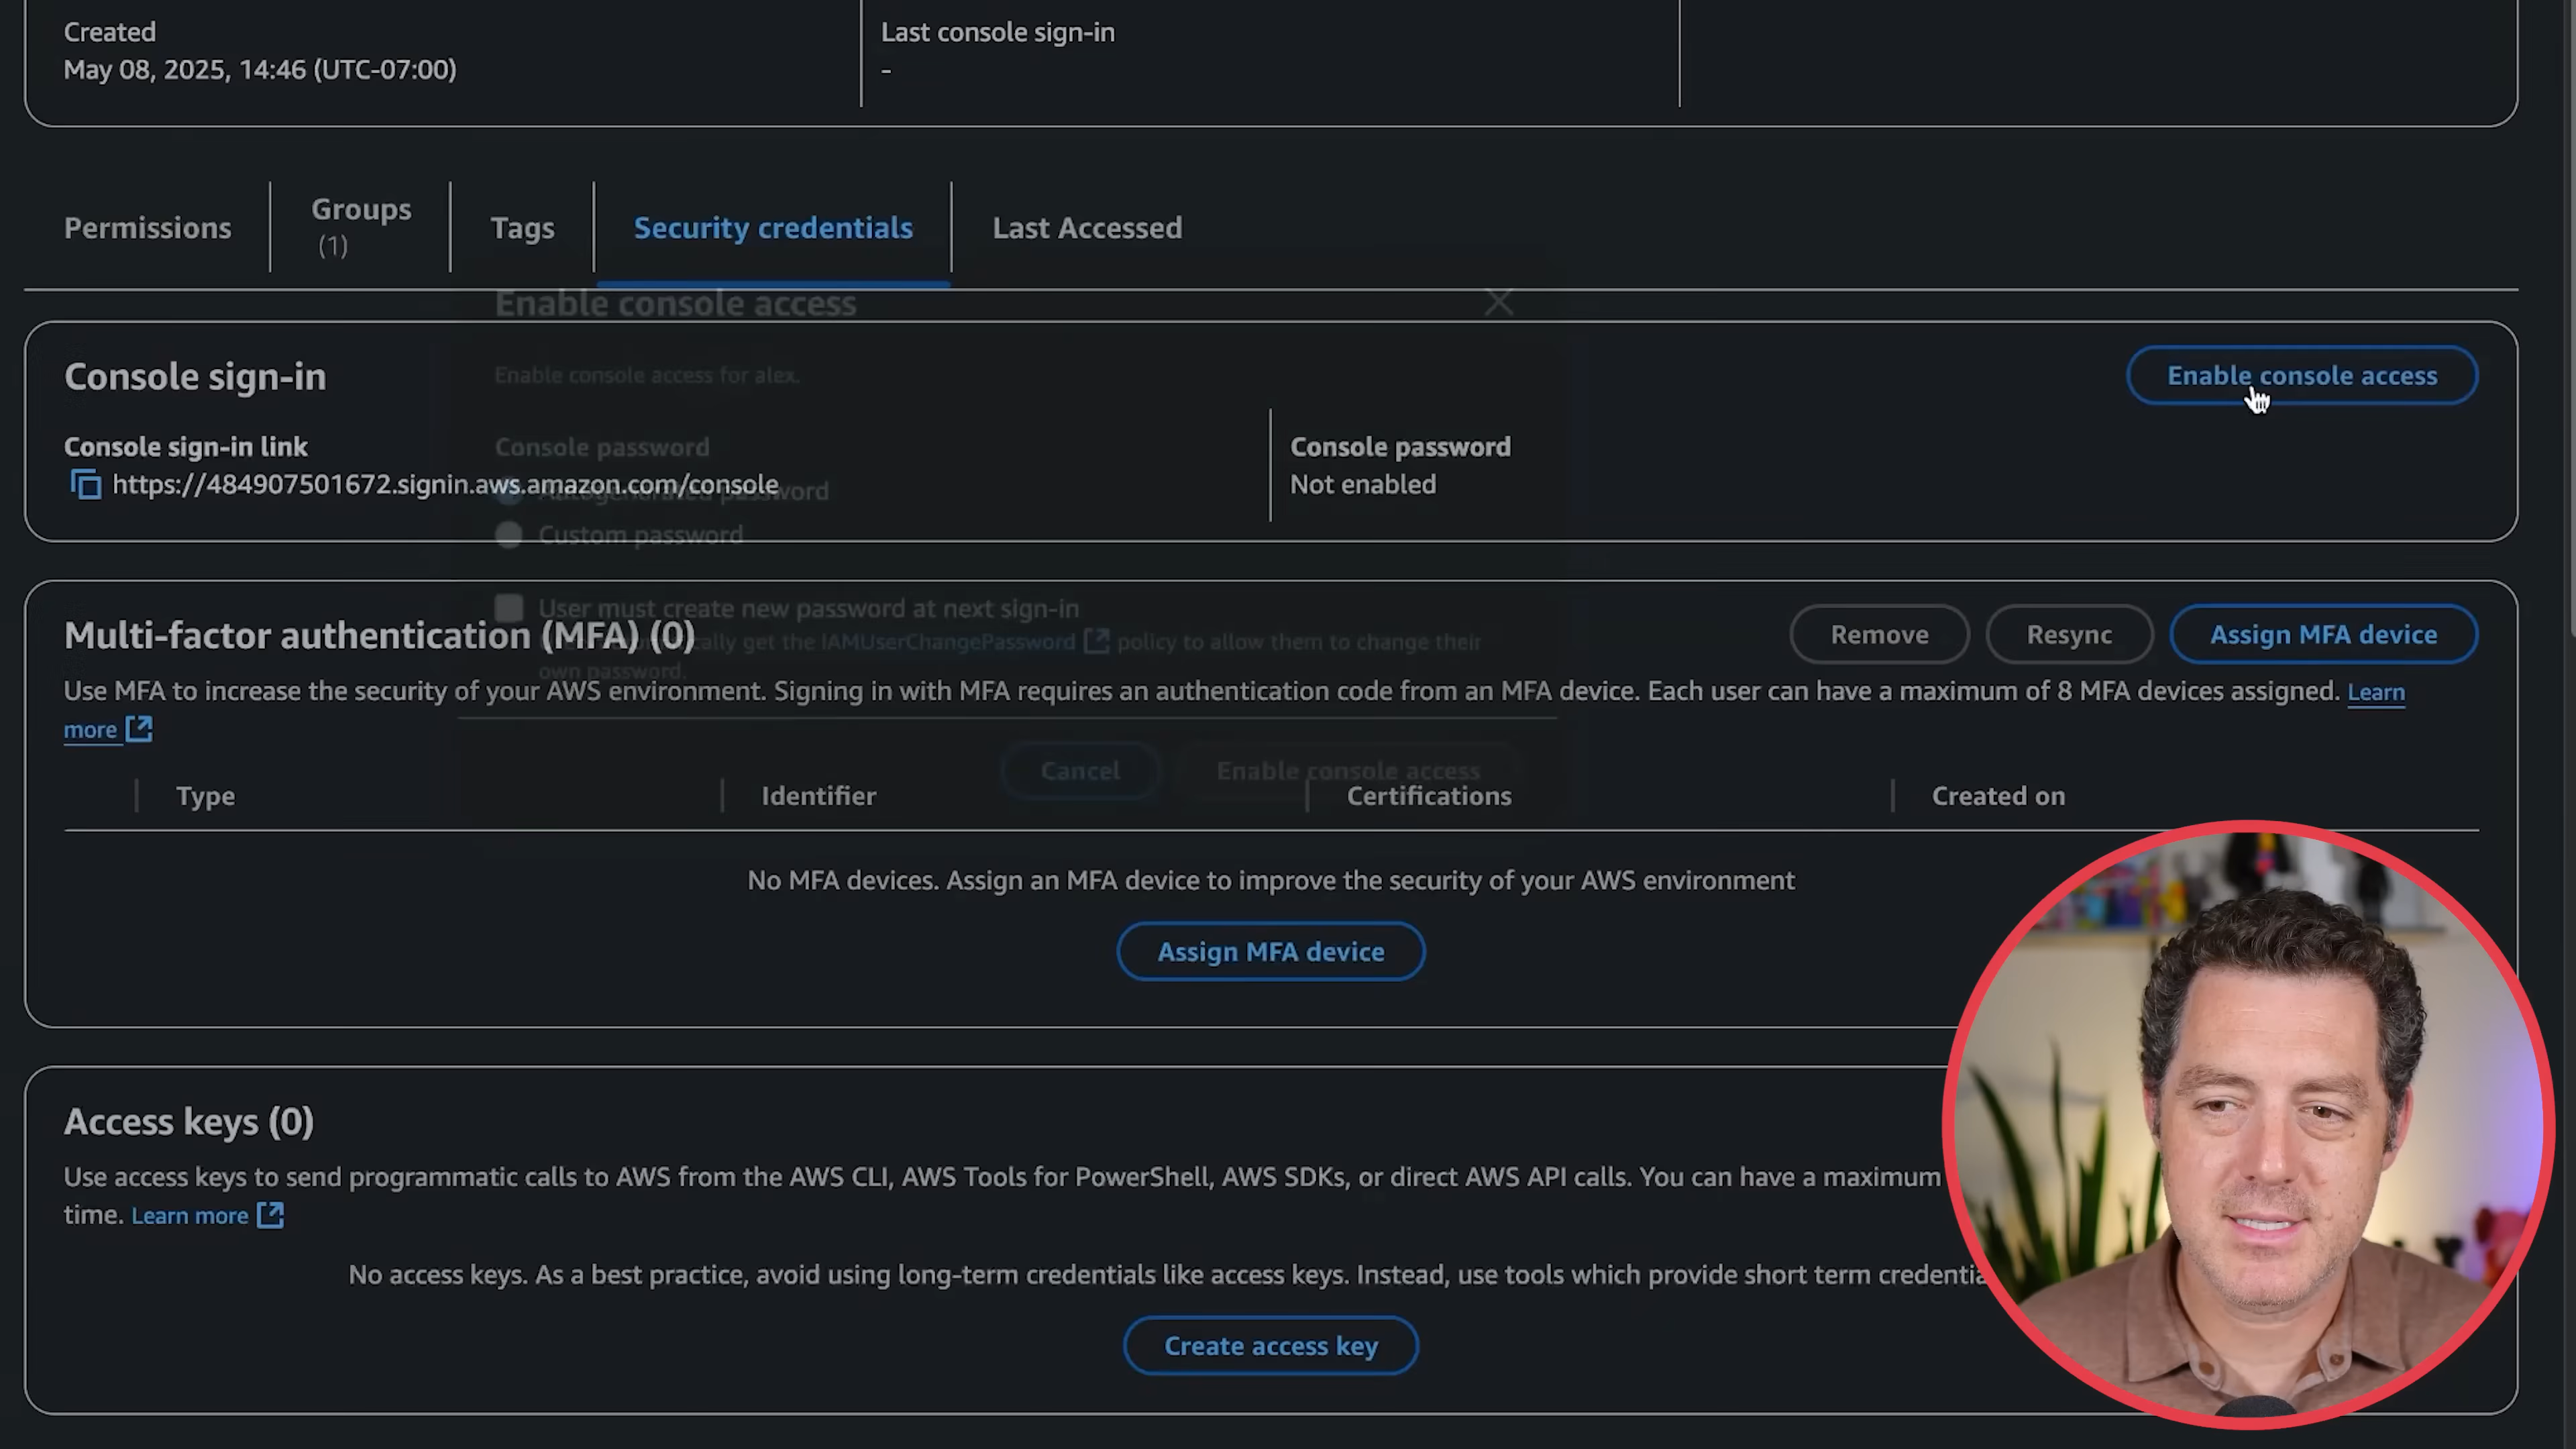 Created
May 08, 2025, 14:46 (UTC-07:00)
Last console sign-in
-
Permissions
Groups
(1)
Tags
Security credentials
Last Accessed
Enable console access
Enable console access for alex.
Console password
Autogenerated password
Custom password
User must create new password at next sign-in
get the IAMUserChangePassword policy to allow them to change their
own password.
Cancel
Enable console access
Console sign-in
Enable console access
Console sign-in link
https://484907501672.signin.aws.amazon.com/console
Console password
Not enabled
Multi-factor authentication (MFA) (0)
Remove
Resync
Assign MFA device
Use MFA to increase the security of your AWS environment. Signing in with MFA requires an authentication code from an MFA device. Each user can have a maximum of 8 MFA devices assigned. Learn
more
Type
Identifier
Certifications
Created on
No MFA devices. Assign an MFA device to improve the security of your AWS environment
Assign MFA device
Access keys (0)
Use access keys to send programmatic calls to AWS from the AWS CLI, AWS Tools for PowerShell, AWS SDKs, or direct AWS API calls. You can have a maximum
time. Learn more
No access keys. As a best practice, avoid using long-term credentials like access keys. Instead, use tools which provide short term
Create access key